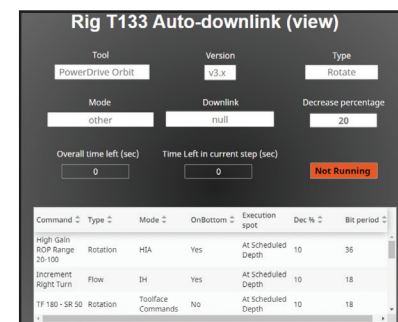 Rig T133 Auto-downlink (view)
Tool Version Type
PowerDrive Orbit v3.x Rotate
Mode Downlink Decrease percentage
other null 20
Overall time left (sec) Time Left in current step (sec)
0 0 Not Running
Command Type Mode OnBottom Execution spot Dec % Bit period
High Gain ROP Range 20-100 Rotation HIA Yes At Scheduled Depth 10 36
Increment Right Turn Flow IH Yes At Scheduled Depth 10 18
TF 180 - SR 50 Rotation Toolface Commands No At Scheduled Depth 10 18